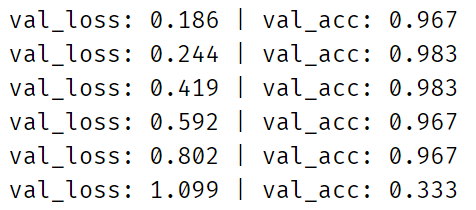 val_loss: 0.186 | val_acc: 0.967
val_loss: 0.244 | val_acc: 0.983
val_loss: 0.419 | val_acc: 0.983
val_loss: 0.592 | val_acc: 0.967
val_loss: 0.802 | val_acc: 0.967
val_loss: 1.099 | val_acc: 0.333